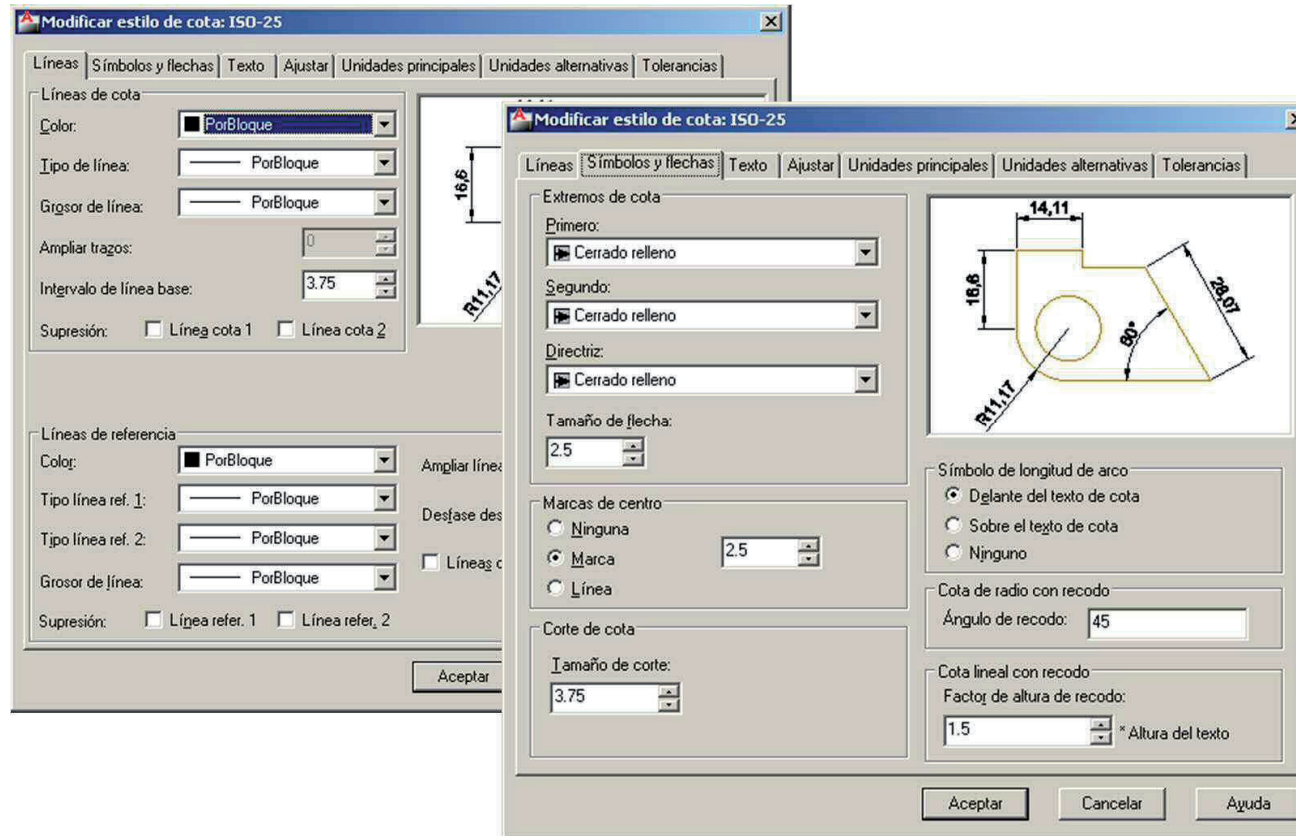 Modificar estilo de cota: ISO-25
Líneas Símbolos y flechas Texto Ajustar Unidades principales Unidades alternativas Tolerancias
Líneas de cota
Color: PorBloque
Tipo de línea: PorBloque
Grosor de línea: PorBloque
Ampliar trazos: 0
Intervalo de línea base: 3.75
Supresión: Línea cota 1 Línea cota 2
16,6
R11,17
Líneas de referencia
Color: PorBloque
Tipo línea ref. 1: PorBloque
Tipo línea ref. 2: PorBloque
Grosor de línea: PorBloque
Supresión: Línea refer. 1 Línea refer. 2
Ampliar líne
Desfase des
Líneas
Aceptar
Modificar estilo de cota: ISO-25
Líneas Símbolos y flechas Texto Ajustar Unidades principales Unidades alternativas Tolerancias
Extremos de cota
Primero:
Cerrado relleno
Segundo:
Cerrado relleno
Directriz:
Cerrado relleno
Tamaño de flecha:
2.5
Marcas de centro
Ninguna
Marca 2.5
Línea
Corte de cota
Tamaño de corte:
3.75
14,11
16,6
28,07
60°
R11,17
Símbolo de longitud de arco
Delante del texto de cota
Sobre el texto de cota
Ninguno
Cota de radio con recodo
Ángulo de recodo: 45
Cota lineal con recodo
Factor de altura de recodo:
1.5 * Altura del texto
Aceptar Cancelar Ayuda